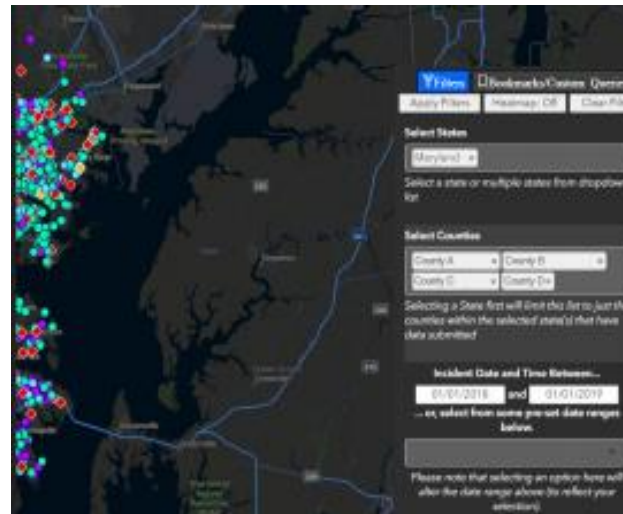 Filters Bookmarks/Custom Queries
Apply Filters Heatmap: Off Clear Filt
Select States
Maryland ×
Select a state or multiple states from dropdown
list
Select Counties
County A × County B ×
County C × County D×
Selecting a State first will limit this list to just the
counties within the selected state(s) that have
data submitted
Incident Date and Time Between...
01/01/2018 and 01/01/2019
... or, select from some pre-set date ranges
below.
Please note that selecting an option here will
alter the date range above (to reflect your
selection).